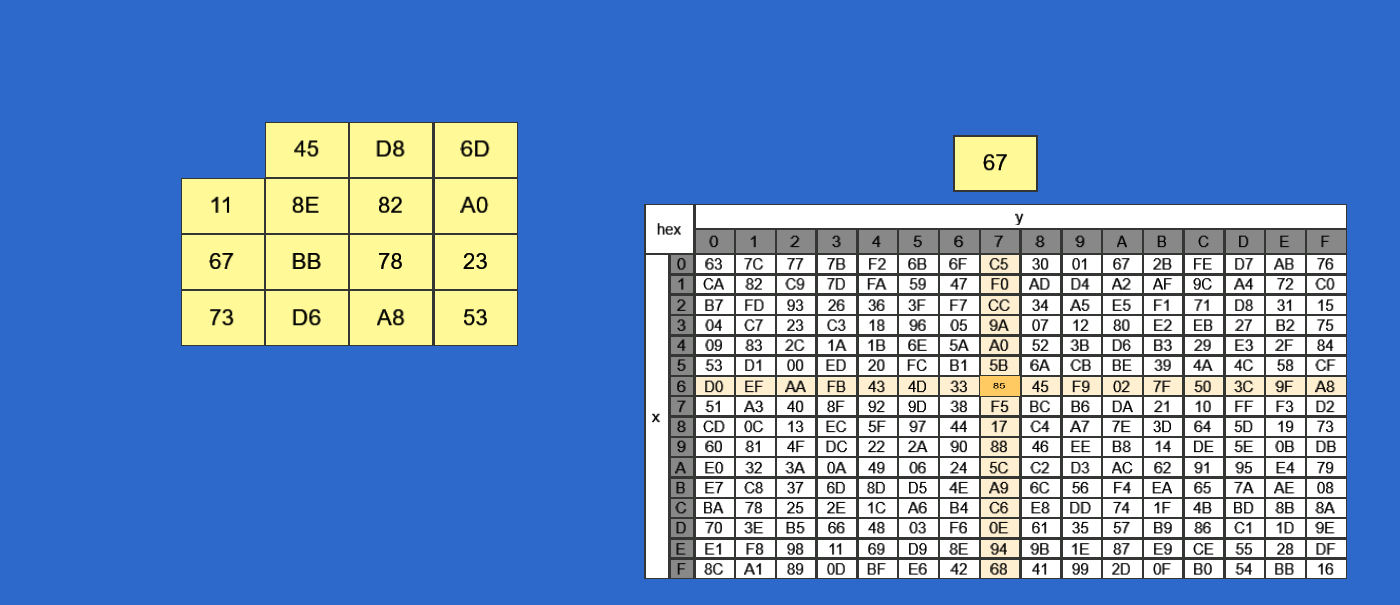 45 D8 6D
11 8E 82 A0
67 BB 78 23
73 D6 A8 53
67
hex y
0 1 2 3 4 5 6 7 8 9 A B C D E F
0 63 7C 77 7B F2 6B 6F C5 30 01 67 2B FE D7 AB 76
1 CA 82 C9 7D FA 59 47 F0 AD D4 A2 AF 9C A4 72 C0
2 B7 FD 93 26 36 3F F7 CC 34 A5 E5 F1 71 D8 31 15
3 04 C7 23 C3 18 96 05 9A 07 12 80 E2 EB 27 B2 75
4 09 83 2C 1A 1B 6E 5A A0 52 3B D6 B3 29 E3 2F 84
5 53 D1 00 ED 20 FC B1 5B 6A CB BE 39 4A 4C 58 CF
6 D0 EF AA FB 43 4D 33 85 45 F9 02 7F 50 3C 9F A8
x 7 51 A3 40 8F 92 9D 38 F5 BC B6 DA 21 10 FF F3 D2
8 CD 0C 13 EC 5F 97 44 17 C4 A7 7E 3D 64 5D 19 73
9 60 81 4F DC 22 2A 90 88 46 EE B8 14 DE 5E 0B DB
A E0 32 3A 0A 49 06 24 5C C2 D3 AC 62 91 95 E4 79
B E7 C8 37 6D 8D D5 4E A9 6C 56 F4 EA 65 7A AE 08
C BA 78 25 2E 1C A6 B4 C6 E8 DD 74 1F 4B BD 8B 8A
D 70 3E B5 66 48 03 F6 0E 61 35 57 B9 86 C1 1D 9E
E E1 F8 98 11 69 D9 8E 94 9B 1E 87 E9 CE 55 28 DF
F 8C A1 89 0D BF E6 42 68 41 99 2D 0F B0 54 BB 16